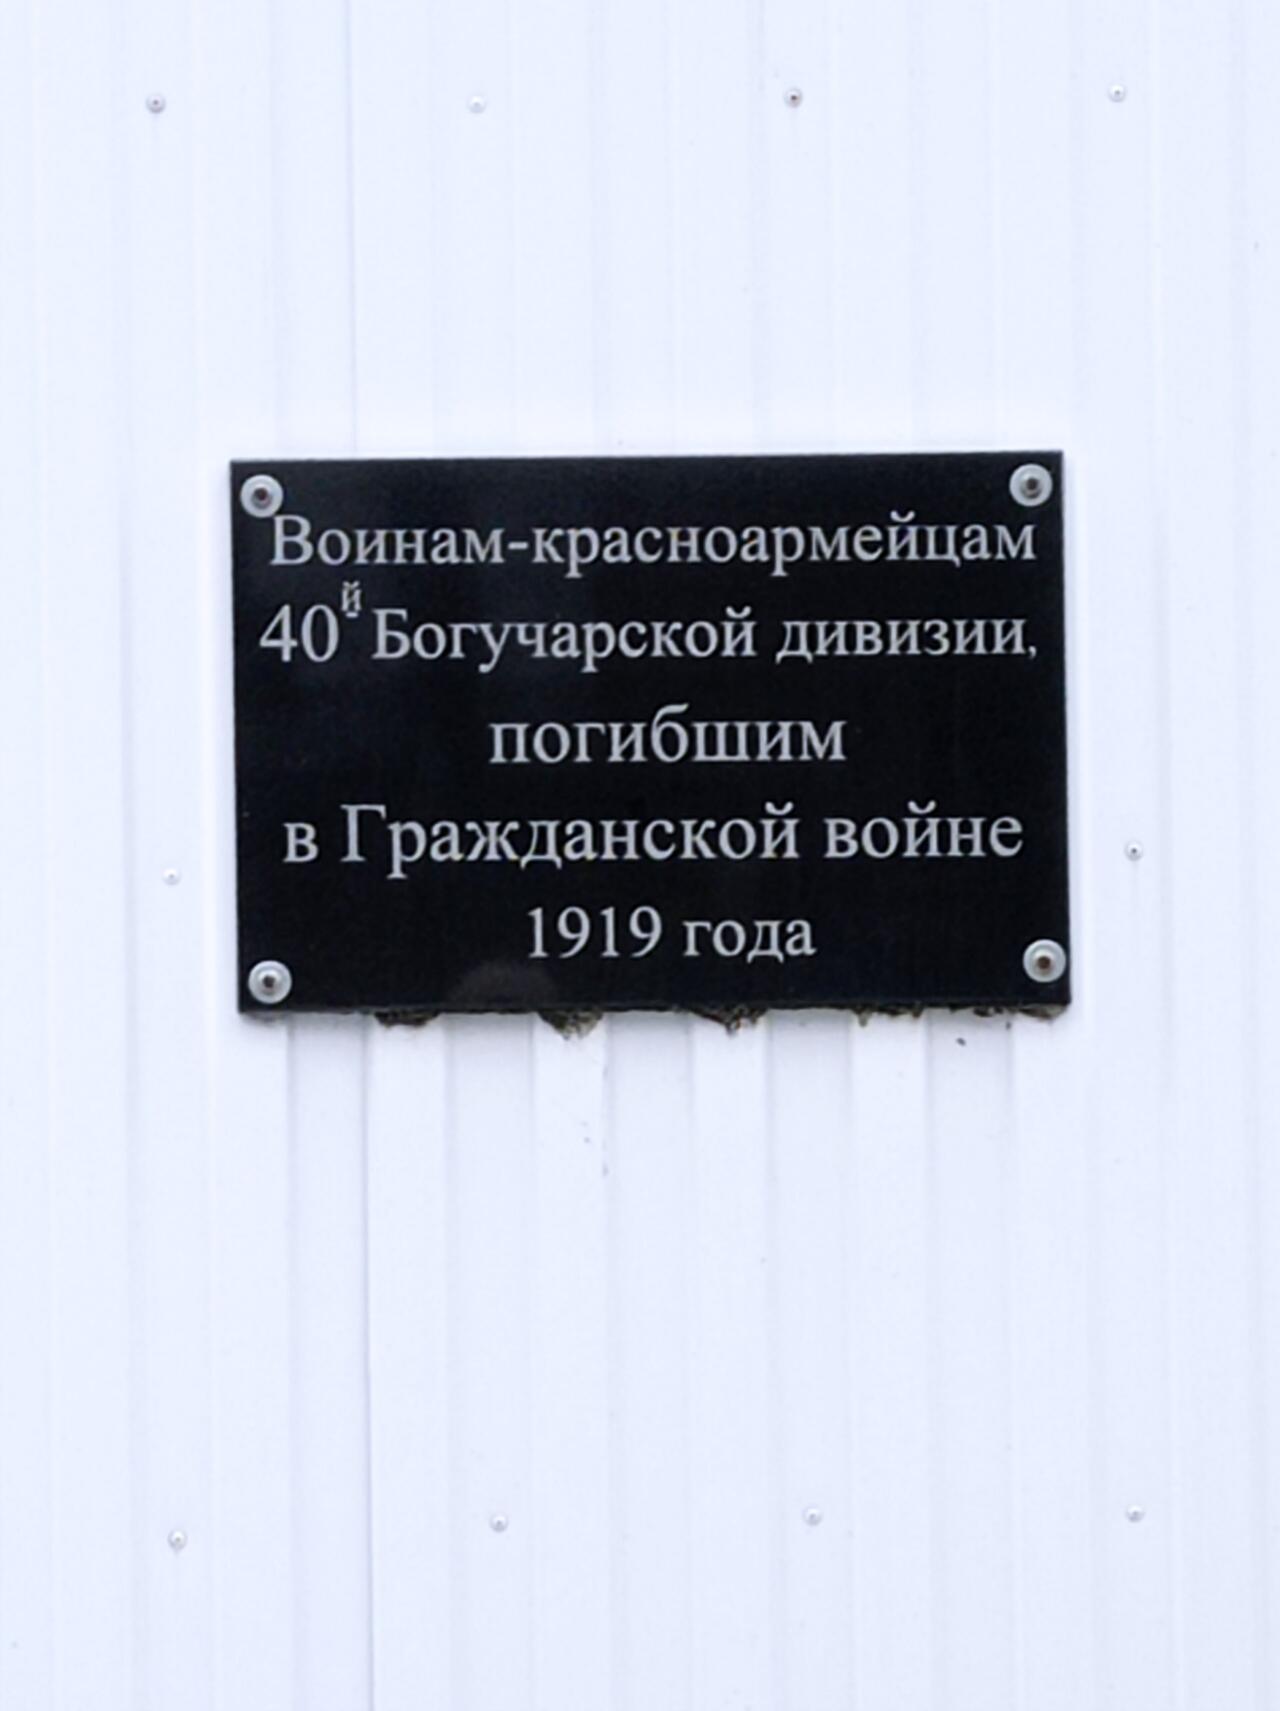 Воинам-красноармейцам
40й Богучарской дивизии,
погибшим
в Гражданской войне
1919 года